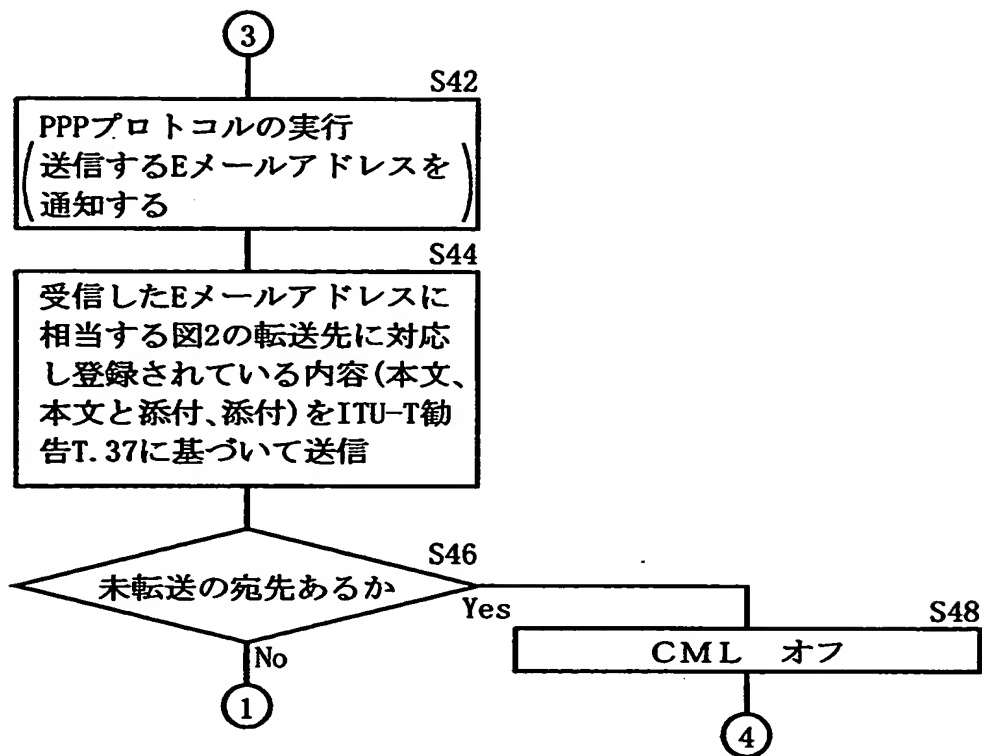 3
S42
PPPプロトコルの実行
(送信するEメールアドレスを
通知する)
S44
受信したEメールアドレスに
相当する図2の転送先に対応
し登録されている内容(本文、
本文と添付、添付)をITU-T勧
告T.37に基づいて送信
S46
未転送の宛先あるか
Yes
No
S48
CML オフ
1
4